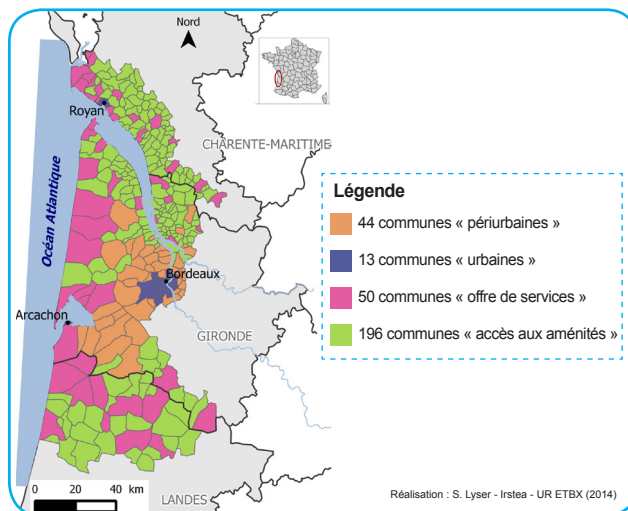 Nord
Royan
CHARENTE-MARITIME
Océan Atlantique
Bordeaux
Arcachon
GIRONDE
LANDES
0 20 40 km
Légende
44 communes « périurbaines »
13 communes « urbaines »
50 communes « offre de services »
196 communes « accès aux aménités »
Réalisation : S. Lyser - Irstea - UR ETBX (2014)